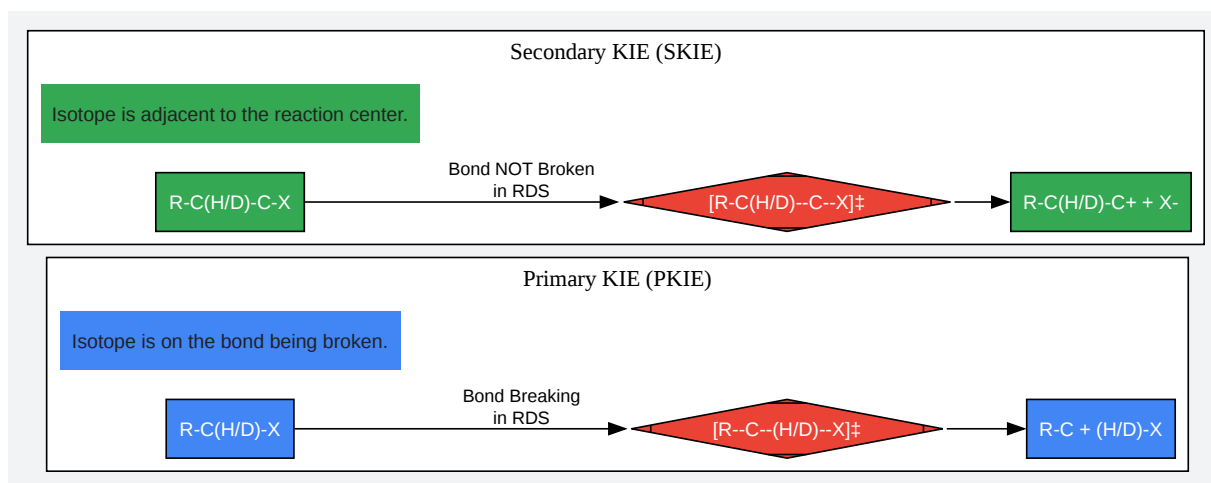 Secondary KIE (SKIE)
Isotope is adjacent to the reaction center.
R-C(H/D)-C-X
Bond NOT Broken
in RDS
[R-C(H/D)--C--X]‡
R-C(H/D)-C+ + X-
Primary KIE (PKIE)
Isotope is on the bond being broken.
R-C(H/D)-X
Bond Breaking
in RDS
[R--C--(H/D)--X]‡
R-C + (H/D)-X